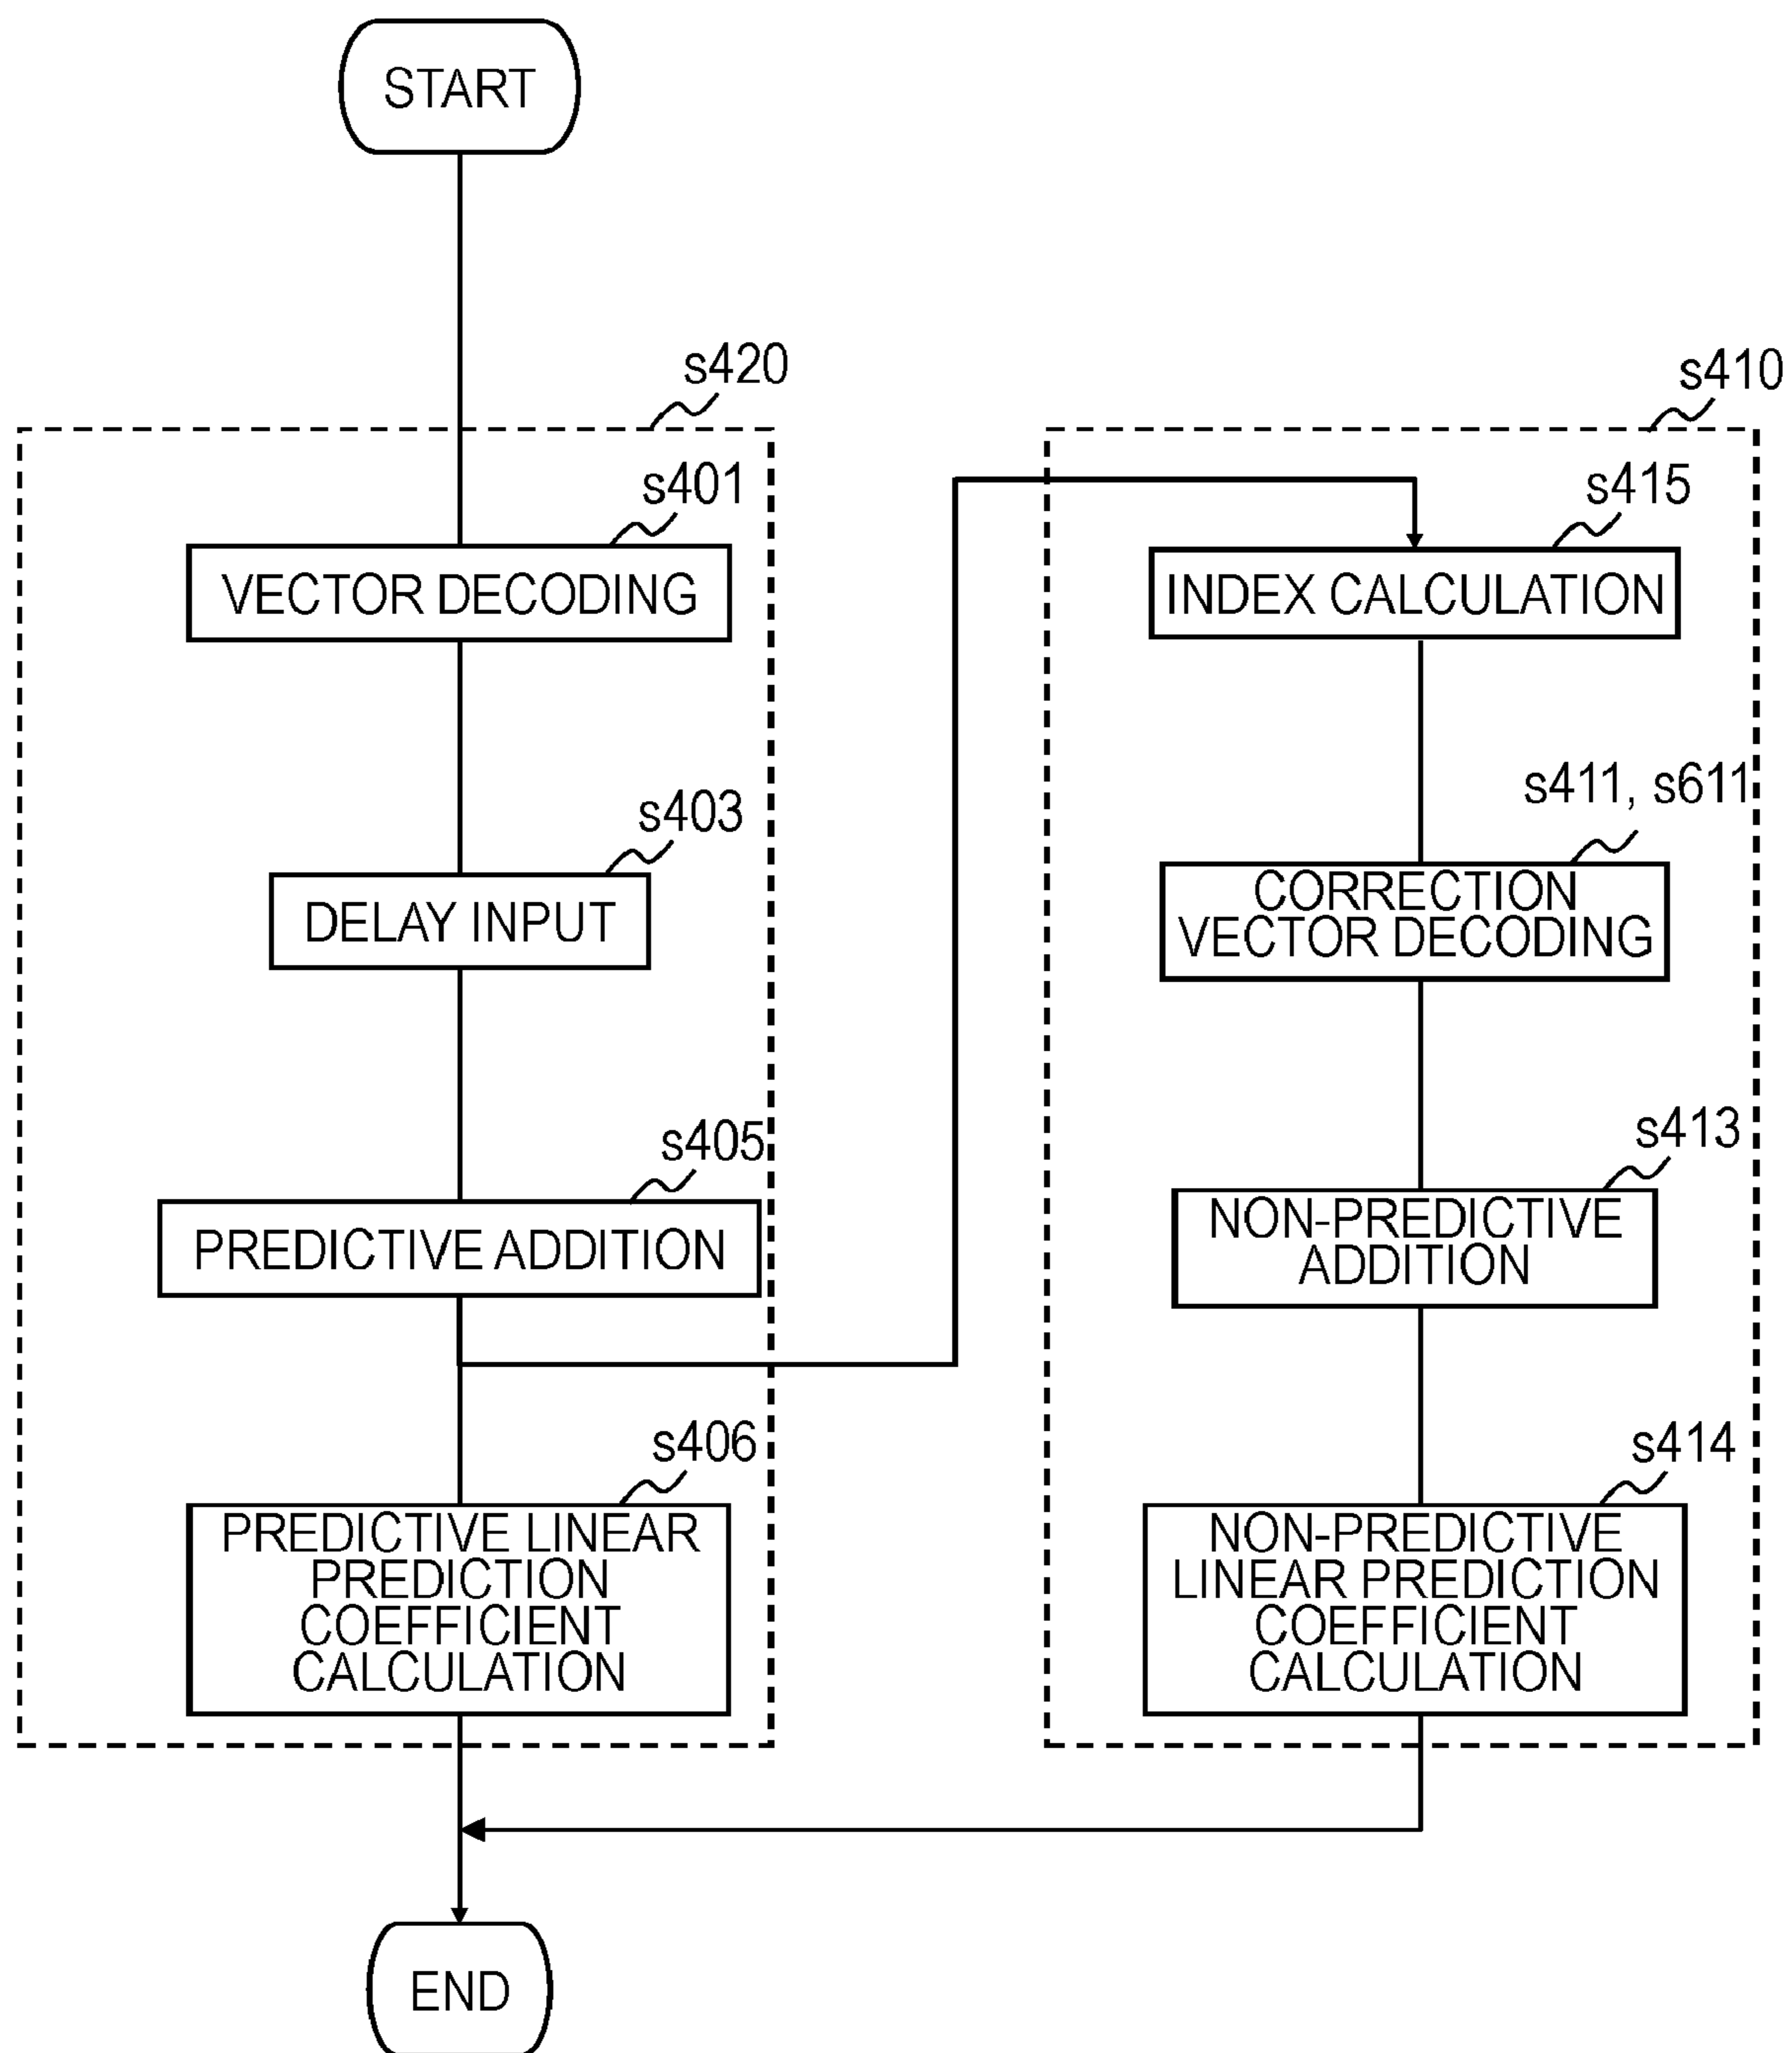 START
s420
s401
VECTOR DECODING
s403
DELAY INPUT
s405
PREDICTIVE ADDITION
s406
PREDICTIVE LINEAR
PREDICTION
COEFFICIENT
CALCULATION
s410
s415
INDEX CALCULATION
s411, s611
CORRECTION
VECTOR DECODING
s413
NON-PREDICTIVE
ADDITION
s414
NON-PREDICTIVE
LINEAR PREDICTION
COEFFICIENT
CALCULATION
END